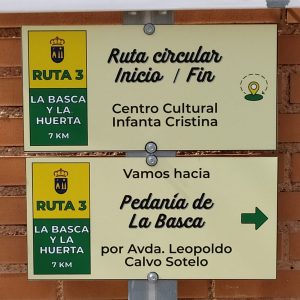 RUTA 3
LA BASCA
Y LA
HUERTA
7 KM
Ruta circular
Inicio / Fin
Centro Cultural
Infanta Cristina
RUTA 3
LA BASCA
Y LA
HUERTA
7 KM
Vamos hacia
Pedanía de
La Basca
por Avda. Leopoldo
Calvo Sotelo